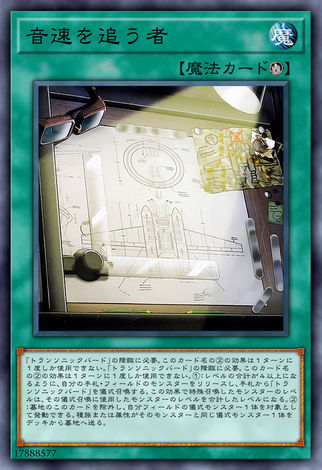 音速を追う者
魔
【魔法カード】
「トランソニックバード」の降臨に必要。このカード名の②の効果は1ターンに
1度しか使用できない。「トランソニックバード」の降臨に必要。このカード名
の②の効果は1ターンに1度しか使用できない。①:レベルの合計が4以上にな
るように、自分の手札・フィールドのモンスターをリリースし、手札から「トラ
ンソニックバード」を儀式召喚する。この効果で特殊召喚したモンスターのレベ
ルは、その儀式召喚に使用したモンスターのレベルを合計したレベルになる。②
:墓地のこのカードを除外し、自分フィールドの儀式モンスター1体を対象とし
て発動できる。種族または属性がそのモンスターと同じ儀式モンスター1体を
デッキから墓地へ送る。
17888577